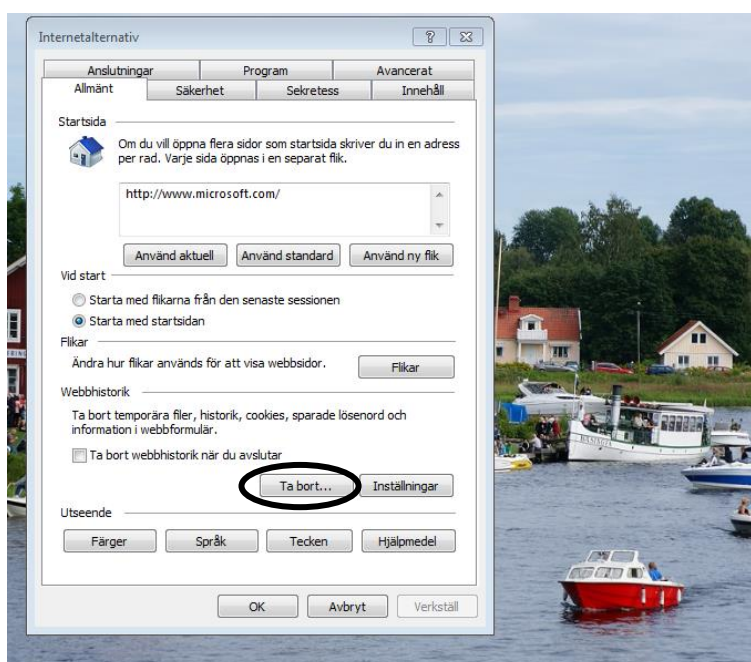 Internetalternativ
Anslutningar Program Avancerat
Allmänt Säkerhet Sekretess Innehåll
Startsida
Om du vill öppna flera sidor som startsida skriver du in en adress
per rad. Varje sida öppnas i en separat flik.
http://www.microsoft.com/
Använd aktuell Använd standard Använd ny flik
Vid start
Starta med flikarna från den senaste sessionen
Starta med startsidan
Flikar
Ändra hur flikar används för att visa webbsidor. Flikar
Webbhistorik
Ta bort temporära filer, historik, cookies, sparade lösenord och
information i webbformulär.
Ta bort webbhistorik när du avslutar
Ta bort... Inställningar
Utseende
Färger Språk Tecken Hjälpmedel
OK Avbryt Verkställ